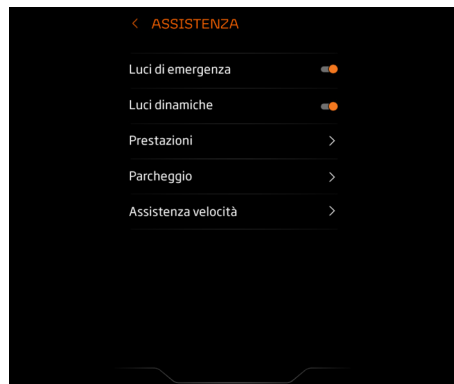 ASSISTENZA
Luci di emergenza
Luci dinamiche
Prestazioni
Parcheggio
Assistenza velocità